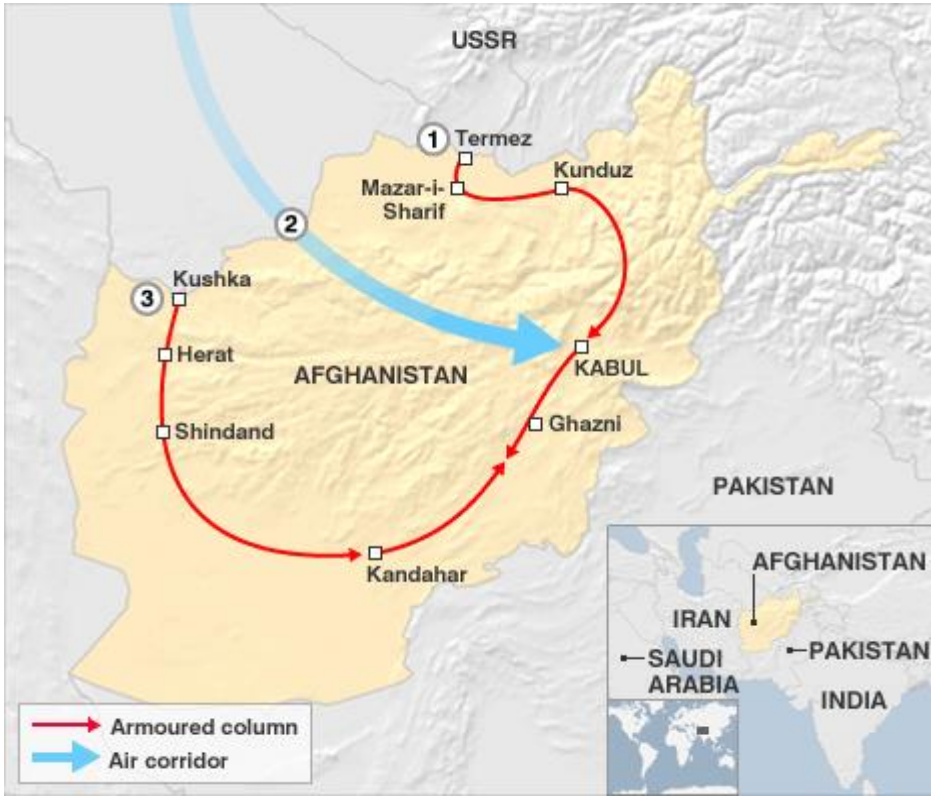 USSR
1
Termez
Kunduz
Mazar-i-
Sharif
2
Kushka
3
Herat
KABUL
AFGHANISTAN
Ghazni
Shindand
PAKISTAN
Kandahar
AFGHANISTAN
IRAN
PAKISTAN
SAUDI
ARABIA
INDIA
Armoured column
Air corridor